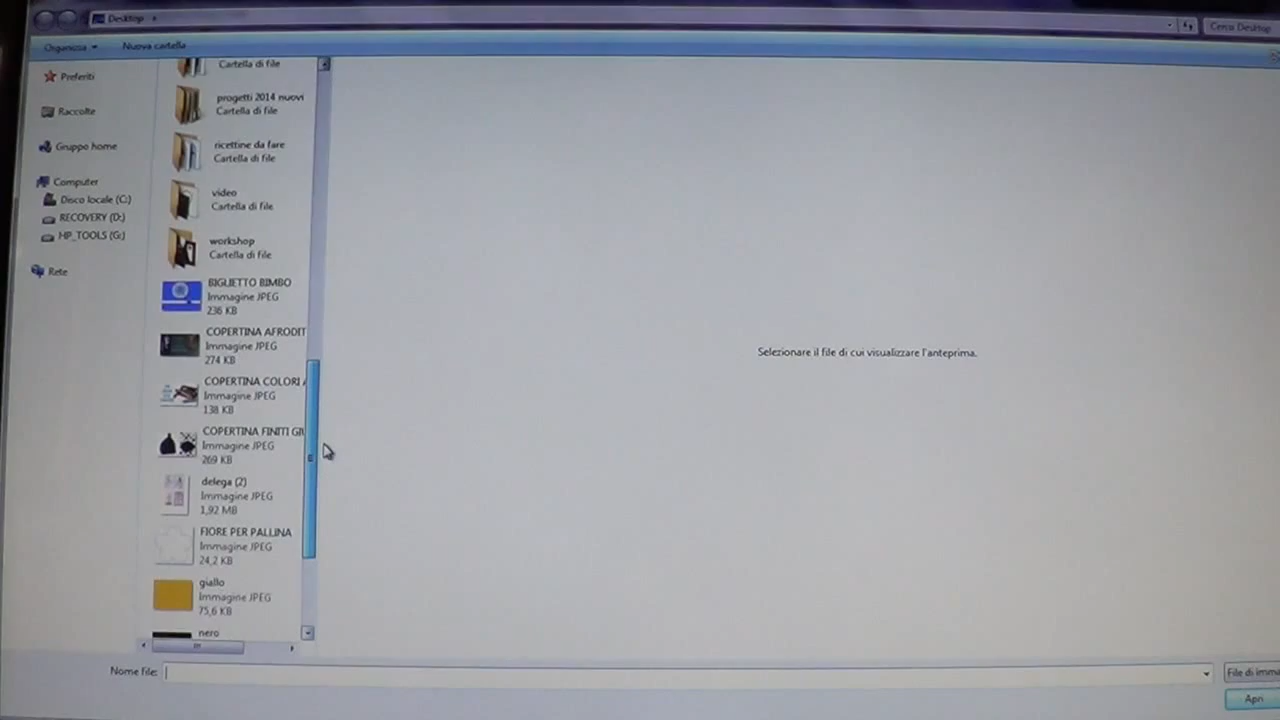 Desktop
Cerca Desktop
Organizza
Nuova cartella
Preferiti
Raccolte
Gruppo home
Computer
Disco locale (C:)
RECOVERY (D:)
HP_TOOLS (G:)
Rete
Cartella di file
progetti 2014 nuovi
Cartella di file
ricettine da fare
Cartella di file
video
Cartella di file
workshop
Cartella di file
BIGLIETTO BIMBO
Immagine JPEG
236 KB
COPERTINA AFRODIT
Immagine JPEG
274 KB
COPERTINA COLORI
Immagine JPEG
138 KB
COPERTINA FINITI
Immagine JPEG
269 KB
delega (2)
Immagine JPEG
1,92 MB
FIORE PER PALLINA
Immagine JPEG
24,2 KB
giallo
Immagine JPEG
75,6 KB
nero
Selezionare il file di cui visualizzare l'anteprima.
Nome file:
File di imma
Apri